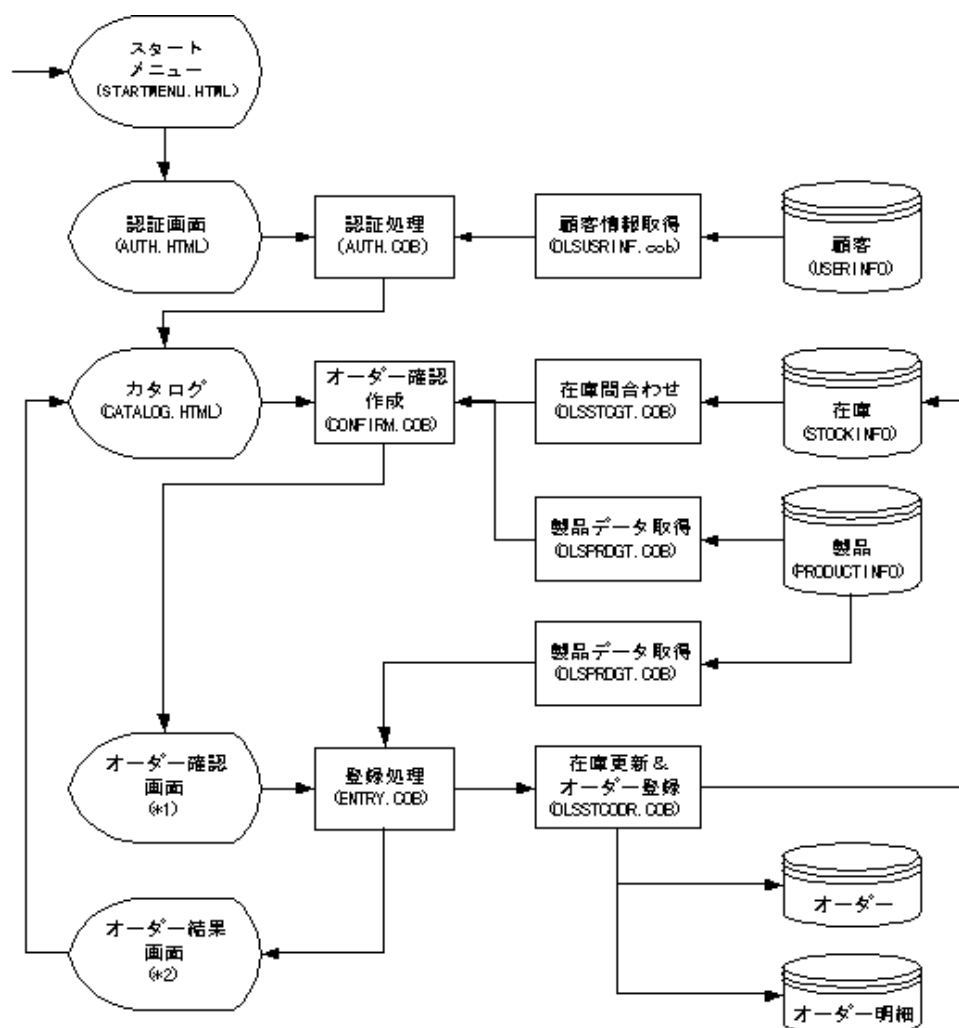 スタート
メニュー
(STARTMENU.HTML)
認証画面
(AUTH.HTML)
認証処理
(AUTH.COB)
顧客情報取得
(DLSUSRINF.cob)
顧客
(USERINFO)
カタログ
(CATALOG.HTML)
オーダー確認
作成
(CONFIRM.COB)
在庫問合わせ
(DLSSTCGT.COB)
在庫
(STOCKINFO)
製品データ取得
(DLSPRDGT.COB)
製品
(PRODUCTINFO)
製品データ取得
(DLSPRDGT.COB)
オーダー確認
画面
(*1)
登録処理
(ENTRY.COB)
在庫更新&
オーダー登録
(DLSSTCODR.COB)
オーダー
オーダー結果
画面
(*2)
オーダー明細